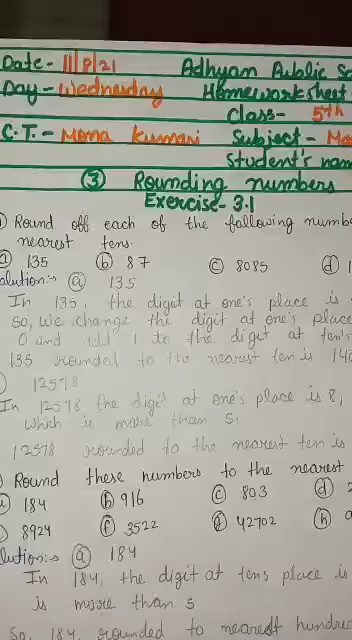 Date- 11/8/21 Adhyan Public Sc
Day- Wednesday Homework sheet
Class- 5th
C.T.- Mona Kumari Subject- Ma
Student's nam
③ Rounding numbers
Exercise- 3.1
Round off each of the following numbe
nearest tens.
ⓐ 135 ⓑ 87 ⓒ 8085 ⓓ 1
olution:→ ⓐ 135
In 135, the digit at one's place is
So, we change the digit at one's place
0 and add 1 to the digit at ten's
135 rounded to the nearest ten is 140
12578
In 12578 the digit at one's place is 8,
which is more than 5.
12578 rounded to the nearest ten is
Round these numbers to the nearest
184 ⓑ 916 ⓒ 803 ⓓ 2
8924 ⓕ 3522 42702 ⓗ
lution:→ ⓐ 184
In 184, the digit at tens place is
is more than 5
So, 184, rounded to nearest hundred